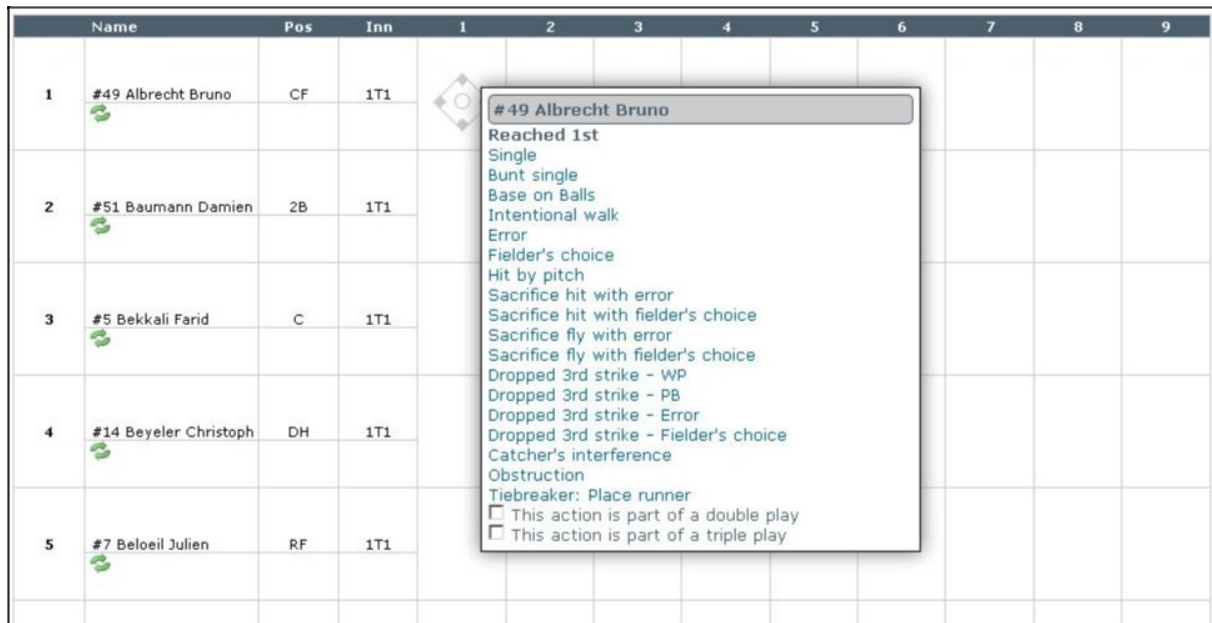 Name Pos Inn 1 2 3 4 5 6 7 8 9
1 #49 Albrecht Bruno CF 1T1
#49 Albrecht Bruno
Reached 1st
Single
Bunt single
Base on Balls
Intentional walk
Error
Fielder's choice
Hit by pitch
Sacrifice hit with error
Sacrifice hit with fielder's choice
Sacrifice fly with error
Sacrifice fly with fielder's choice
Dropped 3rd strike - WP
Dropped 3rd strike - PB
Dropped 3rd strike - Error
Dropped 3rd strike - Fielder's choice
Catcher's interference
Obstruction
Tiebreaker: Place runner
This action is part of a double play
This action is part of a triple play
2 #51 Baumann Damien 2B 1T1
3 #5 Bekkali Farid C 1T1
4 #14 Beyeler Christoph DH 1T1
5 #7 Beloeil Julien RF 1T1